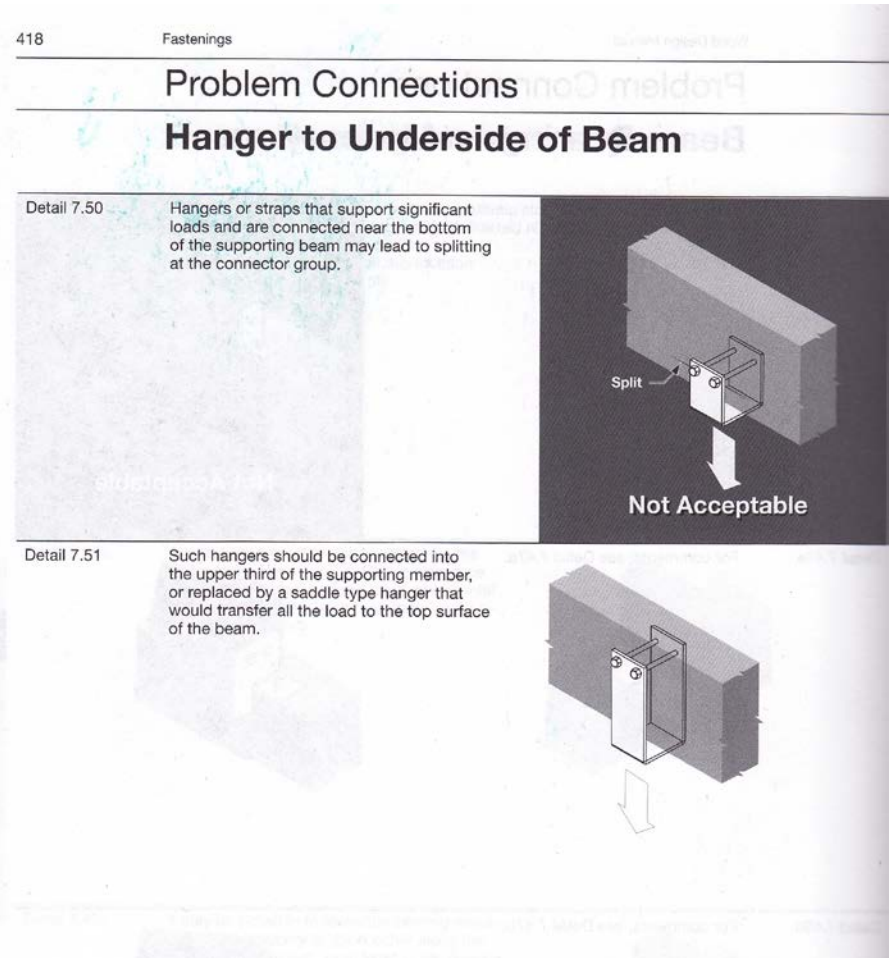 418 Fastenings
Problem Connections
Hanger to Underside of Beam
Detail 7.50
Hangers or straps that support significant
loads and are connected near the bottom
of the supporting beam may lead to splitting
at the connector group.
Split
Not Acceptable
Detail 7.51
Such hangers should be connected into
the upper third of the supporting member,
or replaced by a saddle type hanger that
would transfer all the load to the top surface
of the beam.